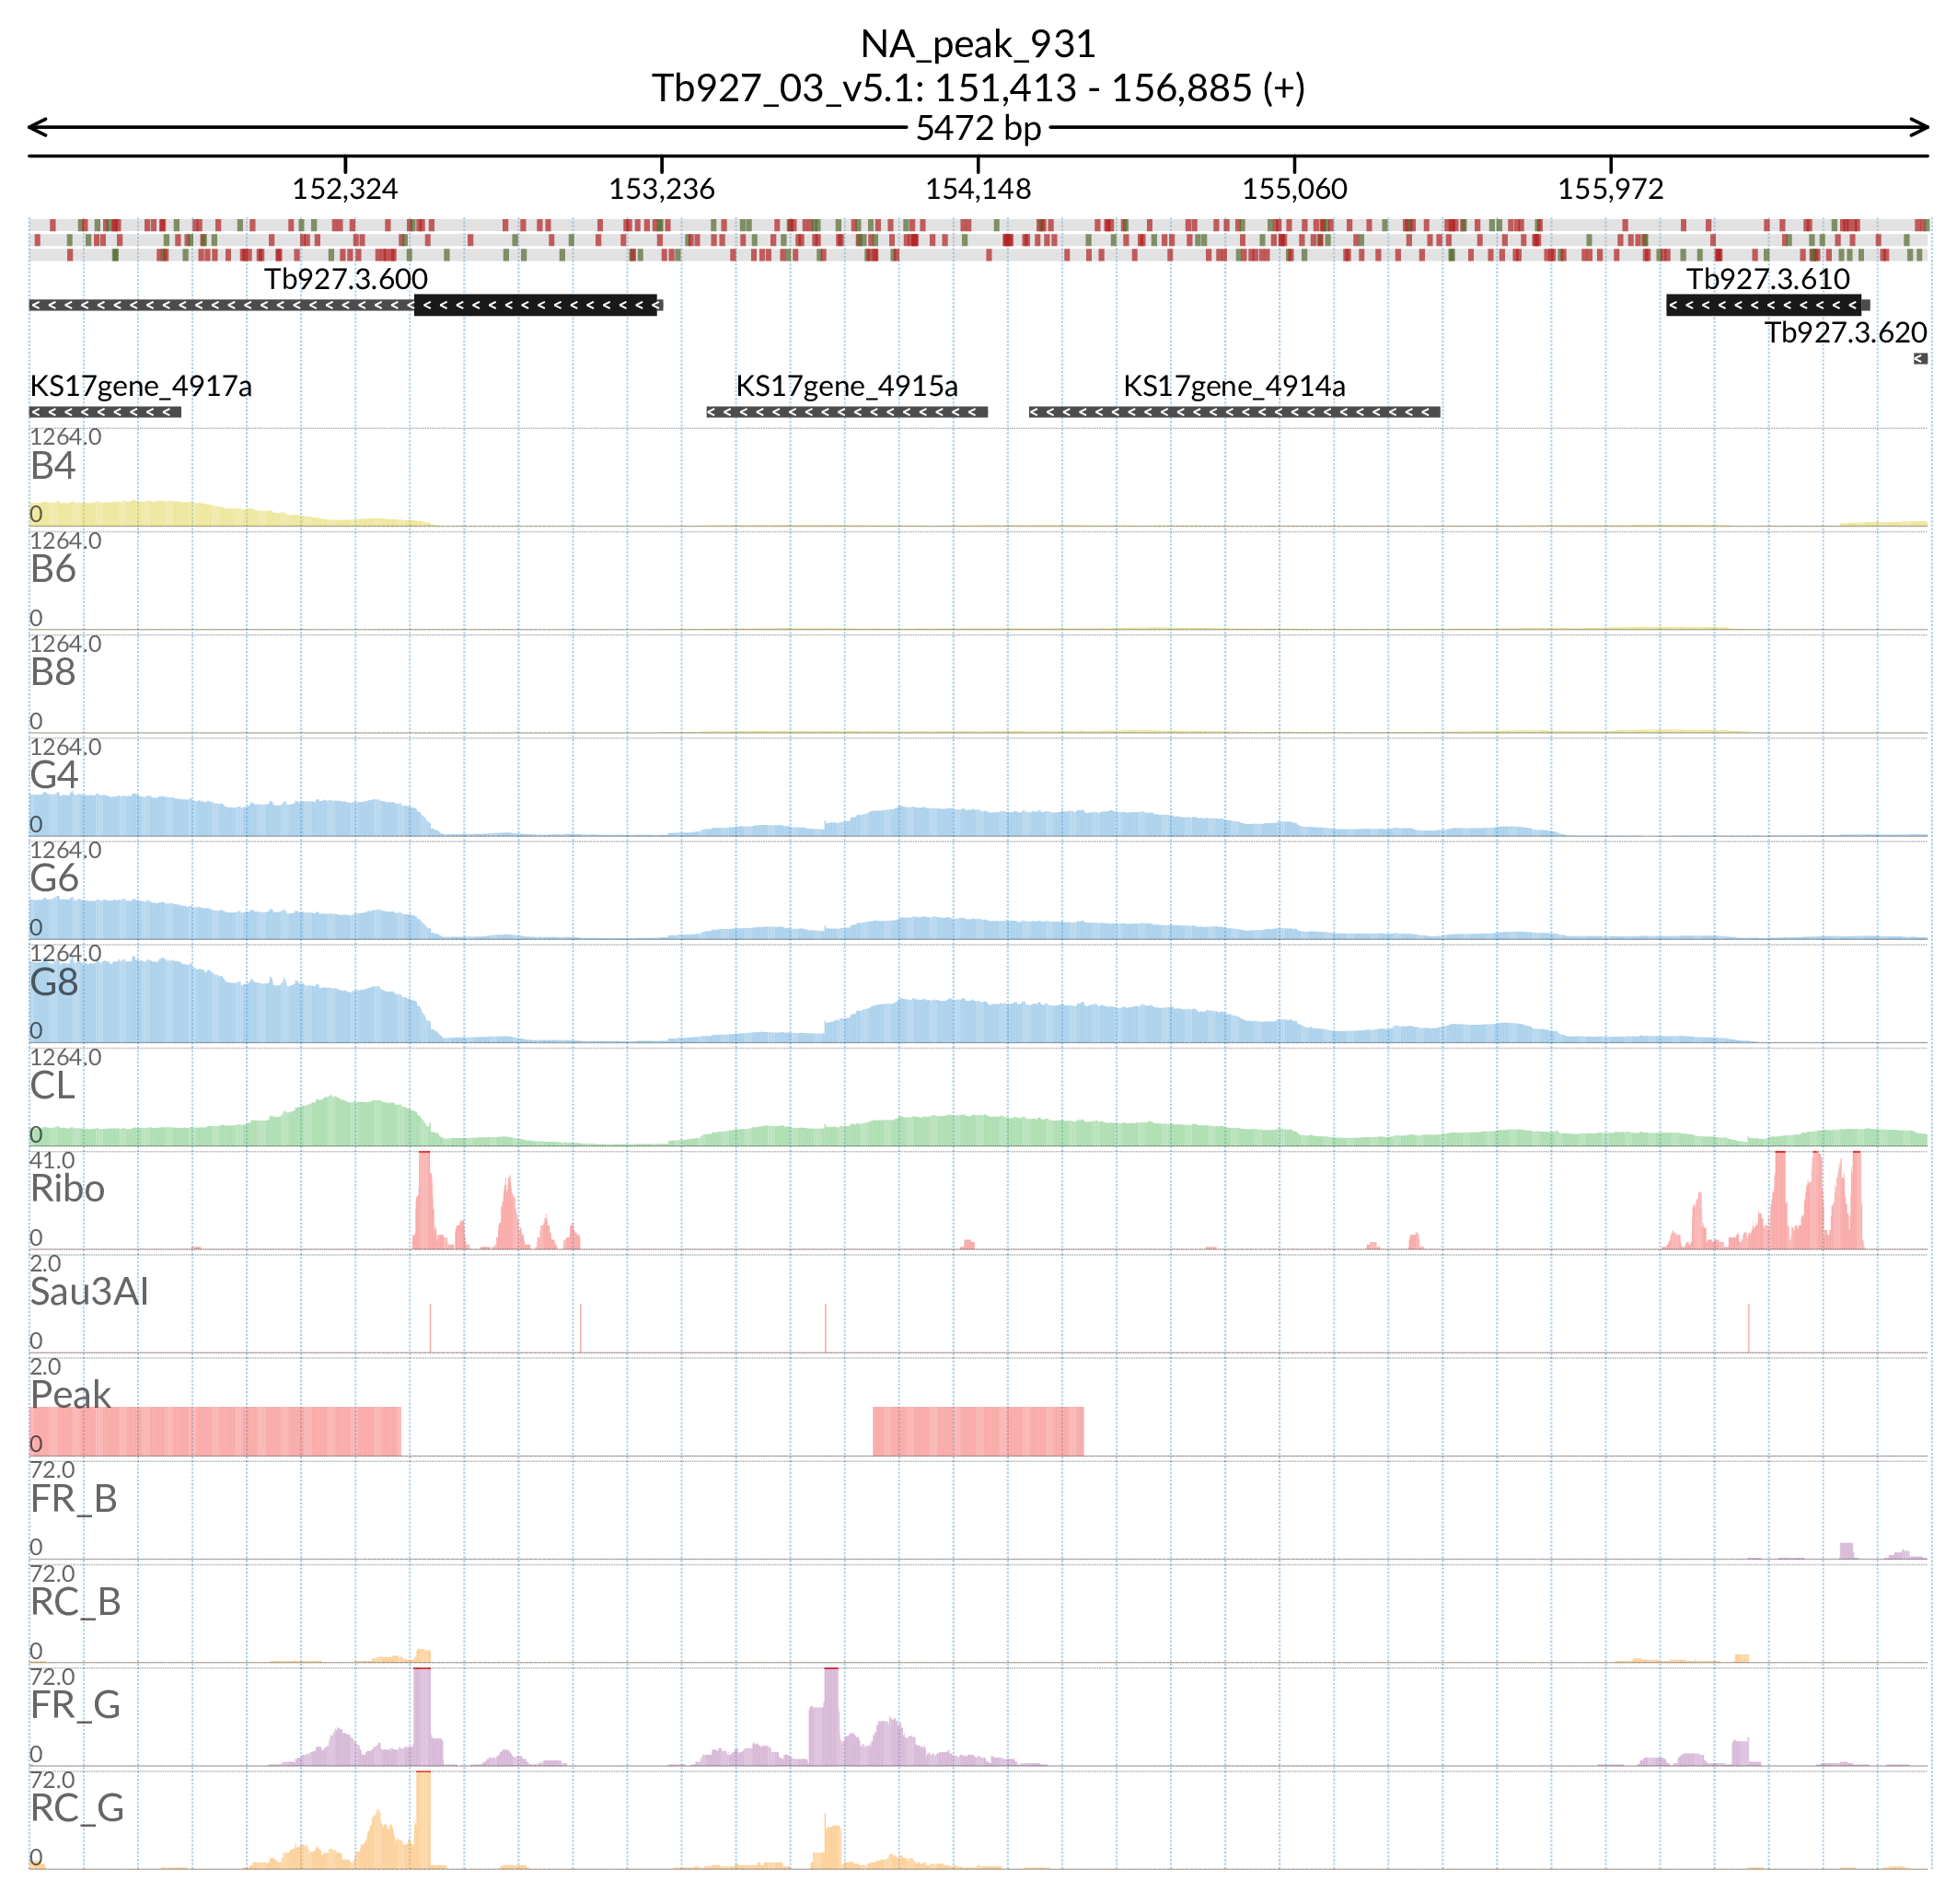 NA_peak_931
Tb927_03_v5.1: 151,413 - 156,885 (+)
5472 bp
152,324 153,236 154,148 155,060 155,972
Tb927.3.600 Tb927.3.610
Tb927.3.620
KS17gene_4917a KS17gene_4915a KS17gene_4914a
1264.0
B4
0
1264.0
B6
0
1264.0
B8
0
1264.0
G4
0
1264.0
G6
0
1264.0
G8
0
1264.0
CL
0
41.0
Ribo
0
2.0
Sau3AI
0
2.0
Peak
0
72.0
FR_B
0
72.0
RC_B
0
72.0
FR_G
0
72.0
RC_G
0